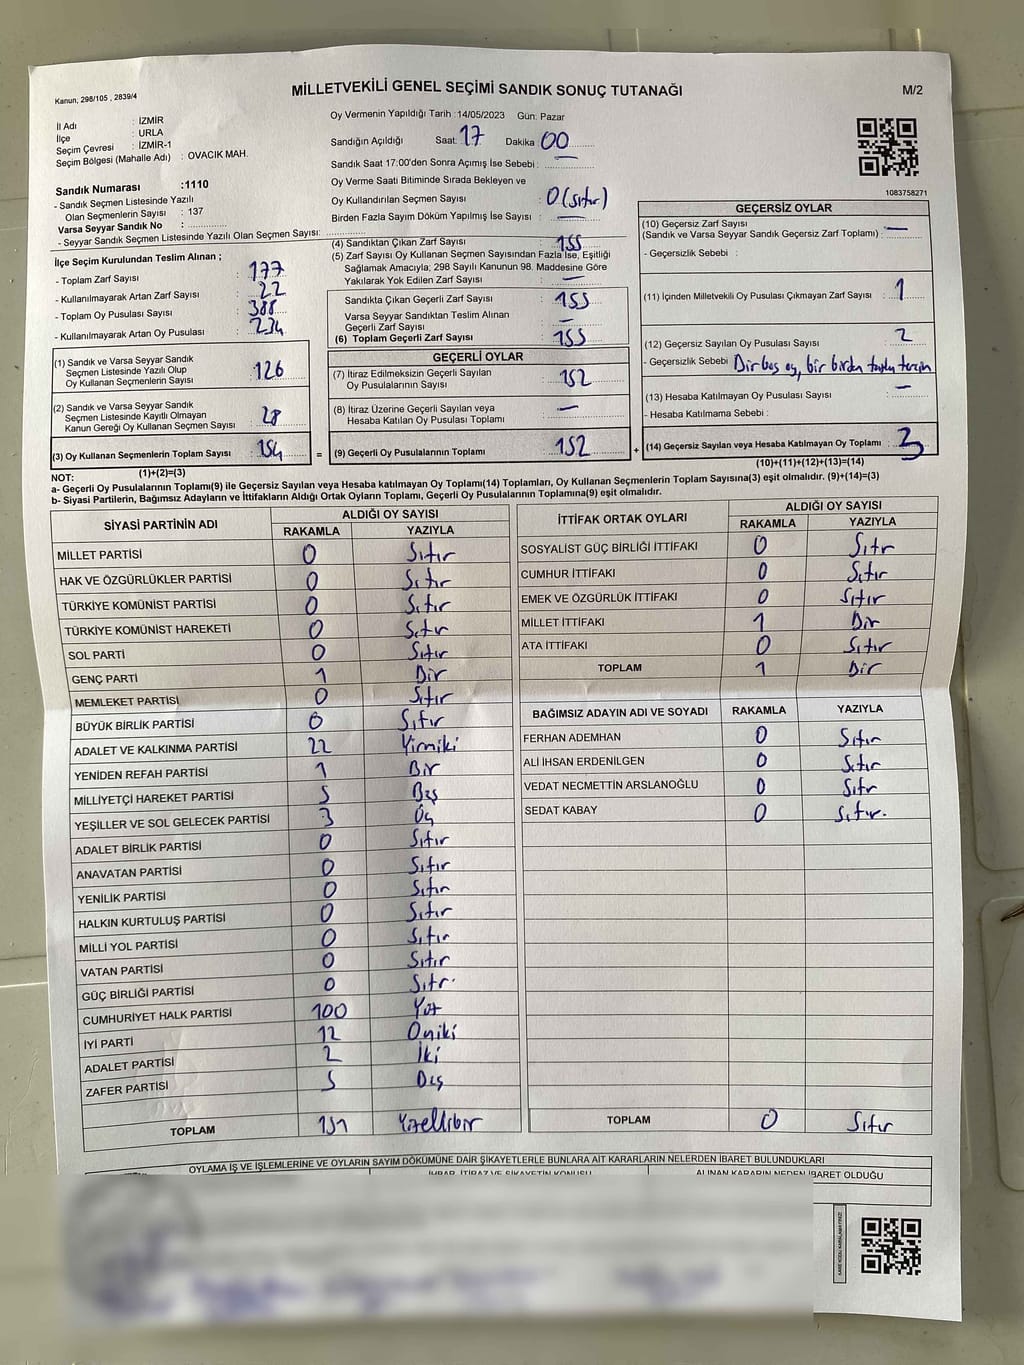 Kanun, 298/105 , 2839/4
MİLLETVEKİLİ GENEL SEÇİMİ SANDIK SONUÇ TUTANAĞI
M/2
İl Adı : İZMİR
İlçe : URLA
Seçim Çevresi : İZMİR-1
Seçim Bölgesi (Mahalle Adı) : OVACIK MAH.
Sandık Numarası :1110
- Sandık Seçmen Listesinde Yazılı
Olan Seçmenlerin Sayısı : 137
Varsa Seyyar Sandık No :
- Seyyar Sandık Seçmen Listesinde Yazılı Olan Seçmen Sayısı:
Oy Vermenin Yapıldığı Tarih :14/05/2023 Gün: Pazar
Sandığın Açıldığı Saat: 17 Dakika 00
Sandık Saat 17:00'den Sonra Açımış İse Sebebi :
Oy Verme Saati Bitiminde Sırada Bekleyen ve
Oy Kullandırılan Seçmen Sayısı : 0 (Sıfır)
Birden Fazla Sayım Döküm Yapılmış İse Sayısı : —
1083758271
İlçe Seçim Kurulundan Teslim Alınan ;
- Toplam Zarf Sayısı : 177
- Kullanılmayarak Artan Zarf Sayısı : 22
- Toplam Oy Pusulası Sayısı : 388
- Kullanılmayarak Artan Oy Pusulası : 234
(1) Sandık ve Varsa Seyyar Sandık
Seçmen Listesinde Yazılı Olup
Oy Kullanan Seçmenlerin Sayısı : 126
(2) Sandık ve Varsa Seyyar Sandık
Seçmen Listesinde Kayıtlı Olmayan
Kanun Gereği Oy Kullanan Seçmen Sayısı : 28
(3) Oy Kullanan Seçmenlerin Toplam Sayısı : 154 =
(1)+(2)=(3)
(4) Sandıktan Çıkan Zarf Sayısı : 155
(5) Zarf Sayısı Oy Kullanan Seçmen Sayısından Fazla İse, Eşitliği
Sağlamak Amacıyla; 298 Sayılı Kanunun 98. Maddesine Göre
Yakılarak Yok Edilen Zarf Sayısı : —
Sandıkta Çıkan Geçerli Zarf Sayısı : 155
Varsa Seyyar Sandıktan Teslim Alınan
Geçerli Zarf Sayısı : —
(6) Toplam Geçerli Zarf Sayısı : 155
GEÇERLİ OYLAR
(7) İtiraz Edilmeksizin Geçerli Sayılan
Oy Pusulalarının Sayısı : 152
(8) İtiraz Üzerine Geçerli Sayılan veya
Hesaba Katılan Oy Pusulası Toplamı : —
(9) Geçerli Oy Pusulalarının Toplamı : 152 +
GEÇERSİZ OYLAR
(10) Geçersiz Zarf Sayısı
(Sandık ve Varsa Seyyar Sandık Geçersiz Zarf Toplamı) : —
- Geçersizlik Sebebi :
(11) İçinden Milletvekili Oy Pusulası Çıkmayan Zarf Sayısı : 1
(12) Geçersiz Sayılan Oy Pusulası Sayısı : 2
- Geçersizlik Sebebi : Bir boş oy, bir birden tercih
(13) Hesaba Katılmayan Oy Pusulası Sayısı : —
- Hesaba Katılmama Sebebi :
(14) Geçersiz Sayılan veya Hesaba Katılmayan Oy Toplamı : 3
(10)+(11)+(12)+(13)=(14)
NOT:
a- Geçerli Oy Pusulalarının Toplamı(9) ile Geçersiz Sayılan veya Hesaba Katılmayan Oy Toplamı(14) Toplamları, Oy Kullanan Seçmenlerin Toplam Sayısına(3) eşit olmalıdır. (9)+(14)=(3)
b- Siyasi Partilerin, Bağımsız Adayların ve İttifakların Aldığı Ortak Oyların Toplamı, Geçerli Oy Pusulalarının Toplamına(9) eşit olmalıdır.
SİYASİ PARTİNİN ADI ALDIĞI OY SAYISI
RAKAMLA YAZIYLA
MİLLET PARTİSİ 0 Sıfır
HAK VE ÖZGÜRLÜKLER PARTİSİ 0 Sıfır
TÜRKİYE KOMÜNİST PARTİSİ 0 Sıfır
TÜRKİYE KOMÜNİST HAREKETİ 0 Sıfır
SOL PARTİ 0 Sıfır
GENÇ PARTİ 1 Bir
MEMLEKET PARTİSİ 0 Sıfır
BÜYÜK BİRLİK PARTİSİ 0 Sıfır
ADALET VE KALKINMA PARTİSİ 22 Yirmiki
YENİDEN REFAH PARTİSİ 1 Bir
MİLLİYETÇİ HAREKET PARTİSİ 5 Beş
YEŞİLLER VE SOL GELECEK PARTİSİ 3 Üç
ADALET BİRLİK PARTİSİ 0 Sıfır
ANAVATAN PARTİSİ 0 Sıfır
YENİLİK PARTİSİ 0 Sıfır
HALKIN KURTULUŞ PARTİSİ 0 Sıfır
MİLLİ YOL PARTİSİ 0 Sıfır
VATAN PARTİSİ 0 Sıfır
GÜÇ BİRLİĞİ PARTİSİ 0 Sıfır
CUMHURİYET HALK PARTİSİ 100 Yüz
İYİ PARTİ 12 Oniki
ADALET PARTİSİ 2 İki
ZAFER PARTİSİ 5 Beş
TOPLAM 151 Yüzellibir
İTTİFAK ORTAK OYLARI ALDIĞI OY SAYISI
RAKAMLA YAZIYLA
SOSYALİST GÜÇ BİRLİĞİ İTTİFAKI 0 Sıfır
CUMHUR İTTİFAKI 0 Sıfır
EMEK VE ÖZGÜRLÜK İTTİFAKI 0 Sıfır
MİLLET İTTİFAKI 1 Bir
ATA İTTİFAKI 0 Sıfır
TOPLAM 1 Bir
BAĞIMSIZ ADAYIN ADI VE SOYADI RAKAMLA YAZIYLA
FERHAN ADEMHAN 0 Sıfır
ALİ İHSAN ERDENİLGEN 0 Sıfır
VEDAT NECMETTİN ARSLANOĞLU 0 Sıfır
SEDAT KABAY 0 Sıfır.
TOPLAM 0 Sıfır
OYLAMA İŞ VE İŞLEMLERİNE VE OYLARIN SAYIM DÖKÜMÜNE DAİR ŞİKAYETLERLE BUNLARA AİT KARARLARIN NELERDEN İBARET BULUNDUKLARI
İHBAR, İTİRAZ VE ŞİKAYETİN KONUSU ALINAN KARARIN NEDEN İBARET OLDUĞU